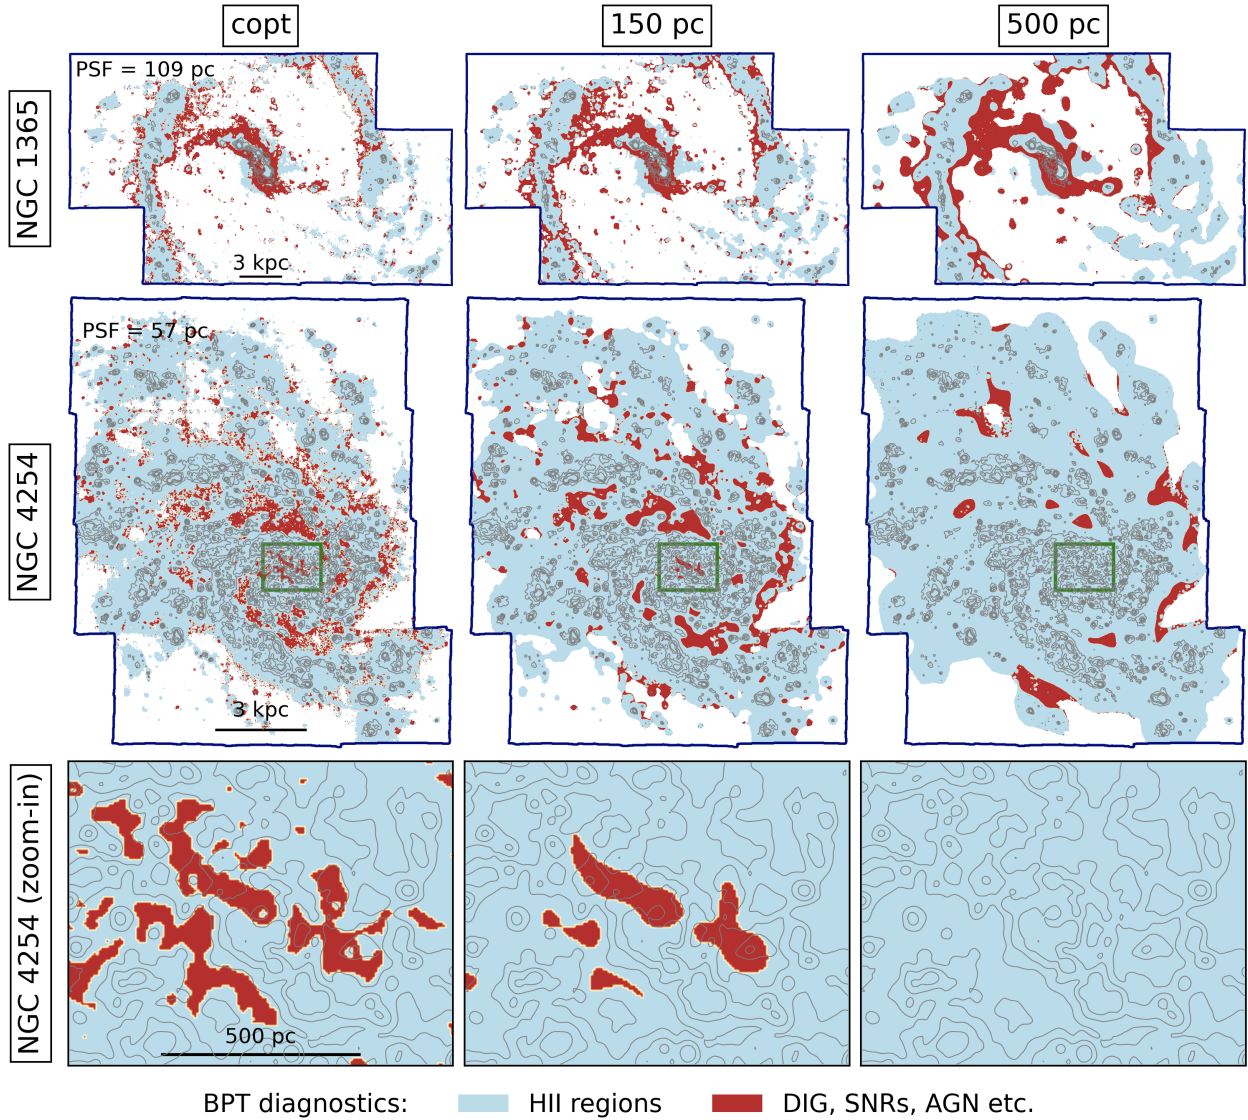 copt
150 pc
500 pc
NGC 1365
PSF = 109 pc
3 kpc
NGC 4254
PSF = 57 pc
3 kpc
NGC 4254 (zoom-in)
500 pc
BPT diagnostics: HII regions DIG, SNRs, AGN etc.